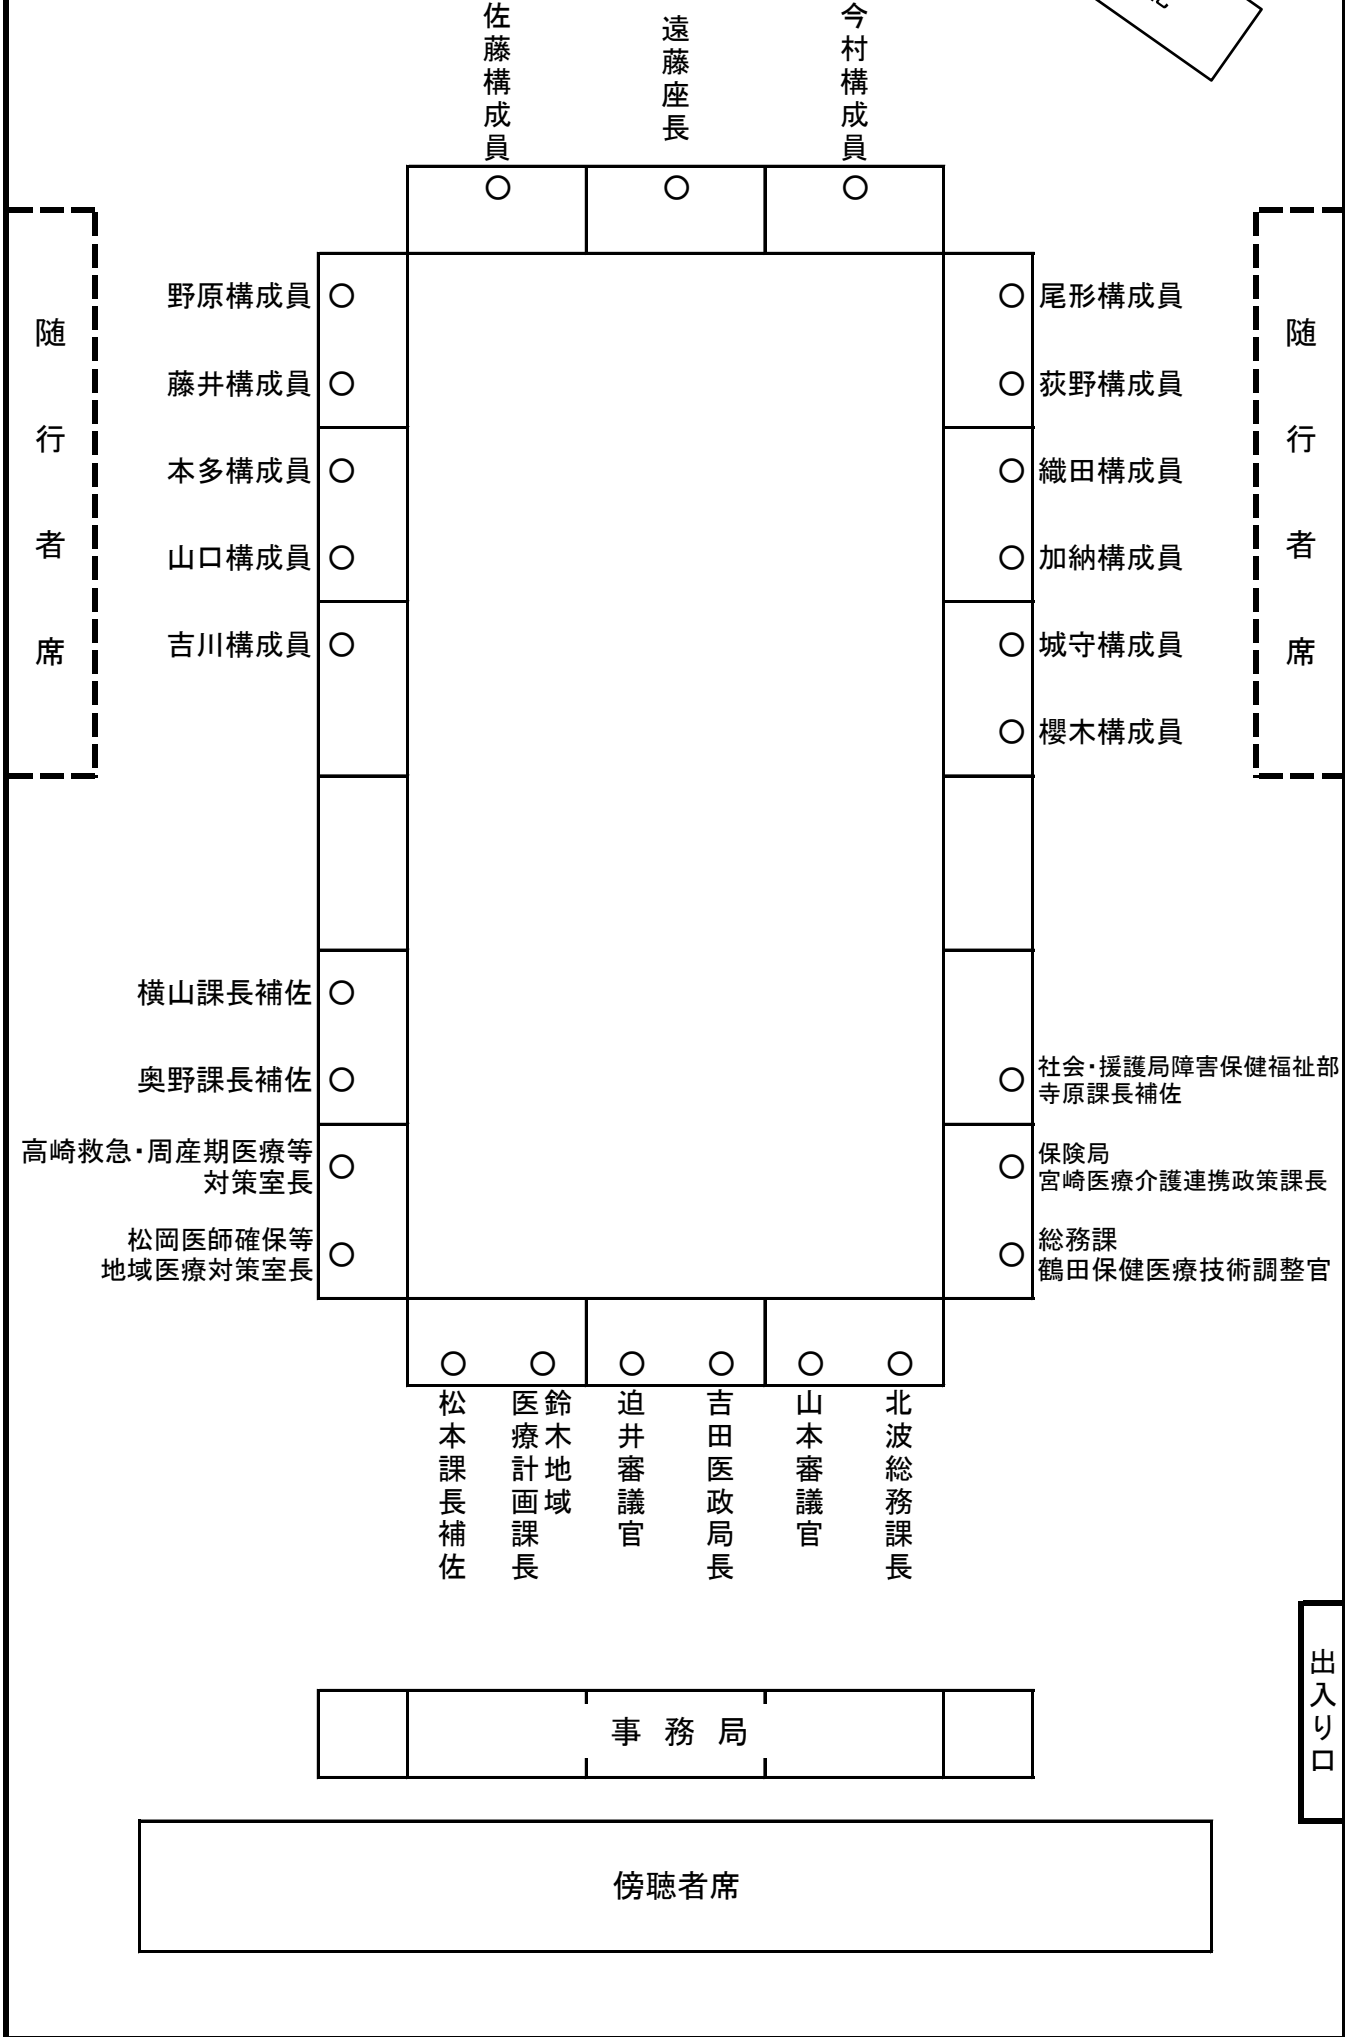 佐藤構成員
遠藤座長
今村構成員
随行者席
随行者席
野原構成員
藤井構成員
本多構成員
山口構成員
吉川構成員
尾形構成員
荻野構成員
織田構成員
加納構成員
城守構成員
櫻木構成員
横山課長補佐
奥野課長補佐
高崎救急・周産期医療等
対策室長
松岡医師確保等
地域医療対策室長
社会・援護局障害保健福祉部
寺原課長補佐
保険局
宮崎医療介護連携政策課長
総務課
鶴田保健医療技術調整官
松本課長補佐
鈴木地域
医療計画課長
迫井審議官
吉田医政局長
山本審議官
北波総務課長
出入り口
事務局
傍聴者席